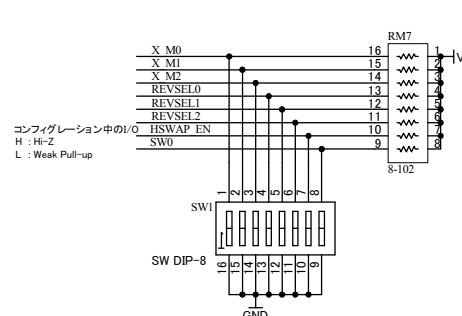 RM7
X_M0 16 1 V
X_M1 15 2
X_M2 14 3
REVSEL0 13 4
REVSEL1 12 5
REVSEL2 11 6
コンフィグレーション中のI/O HSWAP_EN 10 7
H : Hi-Z SW0 9 8
L : Weak Pull-up
8-102
1 2 3 4 5 6 7 8
SW1
SW DIP-8
16 15 14 13 12 11 10 9
GND